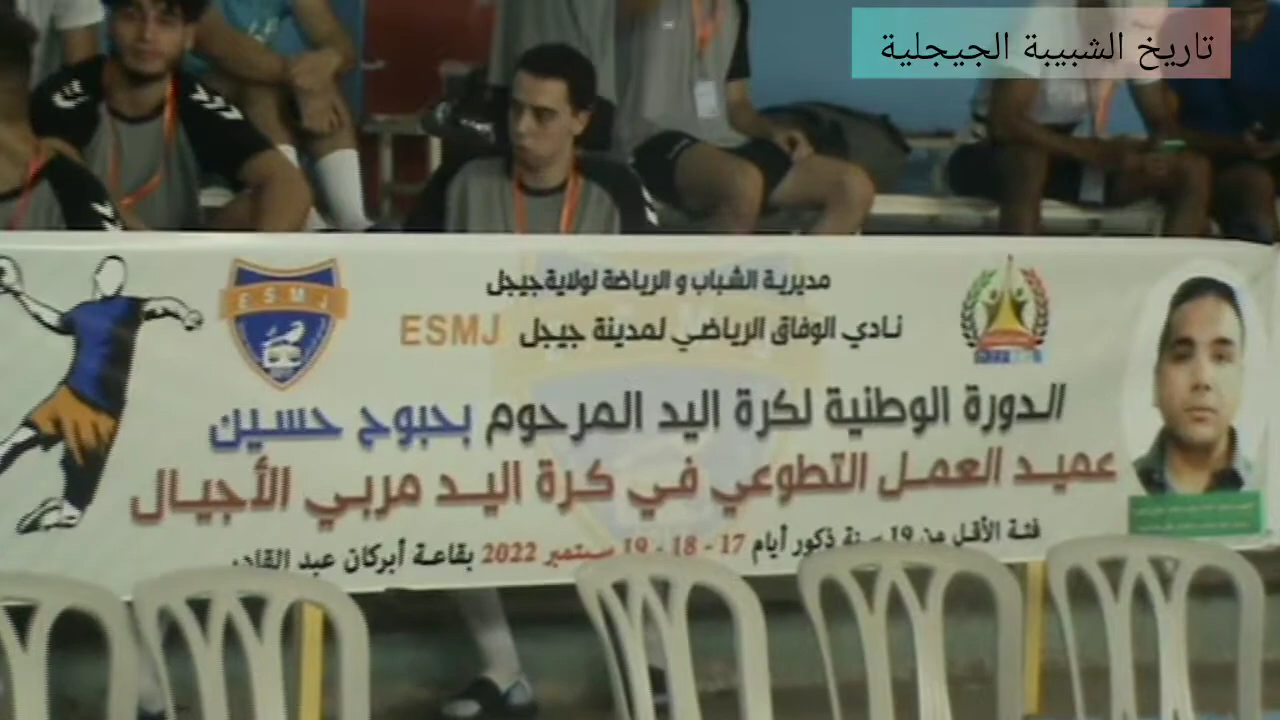 تاريخ الشبيبة الجيجلية
مديرية الشباب و الرياضة لولاية جيجل
نادي الوفاق الرياضي لمدينة جيجل ESMJ
ESMJ
الدورة الوطنية لكرة اليد المرحوم بحبوح حسين
عميد العمل التطوعي في كرة اليد مربي الأجيال
فئة الأقل من 19 سنة ذكور أيام 17 - 18 - 19 سبتمبر 2022 بقاعة أبركان عبد القادر